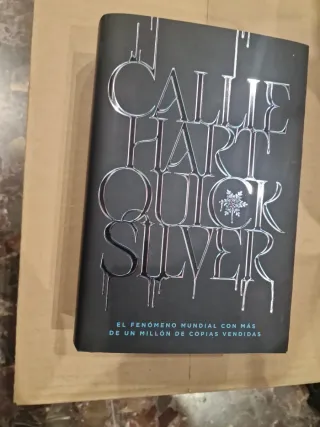 CALLIE
HART
QUICK
SILVER
EL FENÓMENO MUNDIAL CON MÁS
DE UN MILLÓN DE COPIAS VENDIDAS